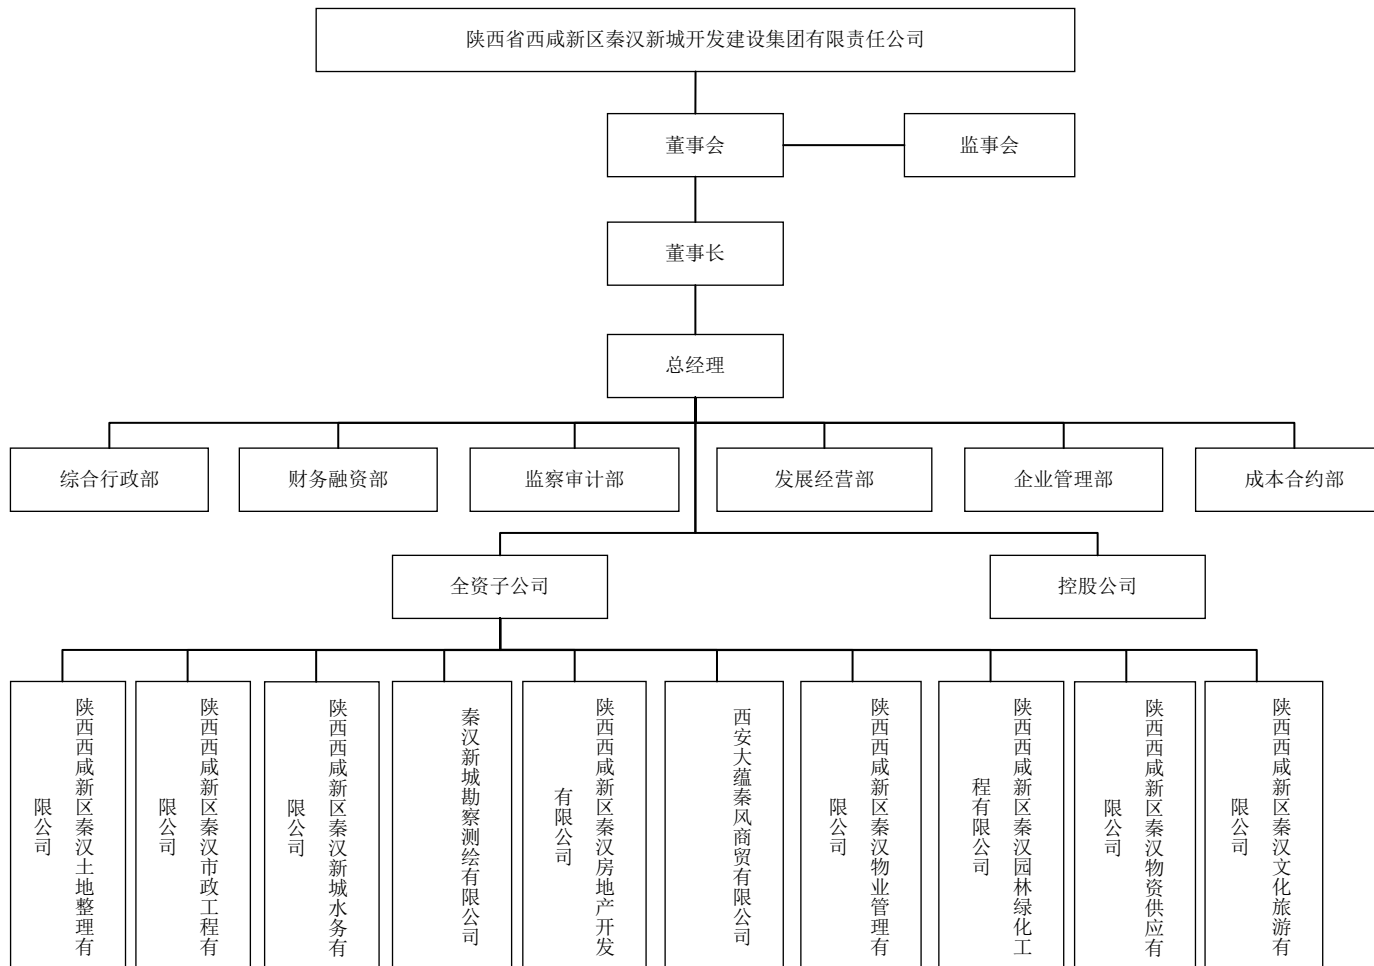 陕西省西咸新区秦汉新城开发建设集团有限责任公司
董事会
监事会
董事长
总经理
综合行政部
财务融资部
监察审计部
发展经营部
企业管理部
成本合约部
全资子公司
控股公司
陕西西咸新区秦汉土地整理有
限公司
陕西西咸新区秦汉市政工程有
限公司
陕西西咸新区秦汉新城水务有
限公司
秦汉新城勘察测绘有限公司
陕西西咸新区秦汉房地产开发
有限公司
西安大蕴秦风商贸有限公司
陕西西咸新区秦汉物业管理有
限公司
陕西西咸新区秦汉园林绿化工
程有限公司
陕西西咸新区秦汉物资供应有
限公司
陕西西咸新区秦汉文化旅游有
限公司